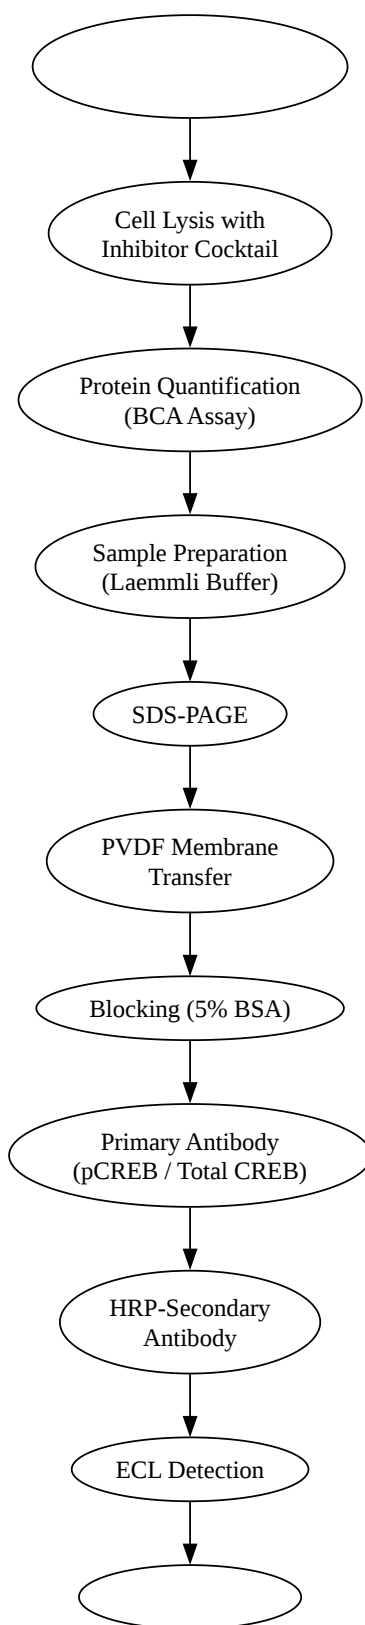 Cell Lysis with
Inhibitor Cocktail
Protein Quantification
(BCA Assay)
Sample Preparation
(Laemmli Buffer)
SDS-PAGE
PVDF Membrane
Transfer
Blocking (5% BSA)
Primary Antibody
(pCREB / Total CREB)
HRP-Secondary
Antibody
ECL Detection